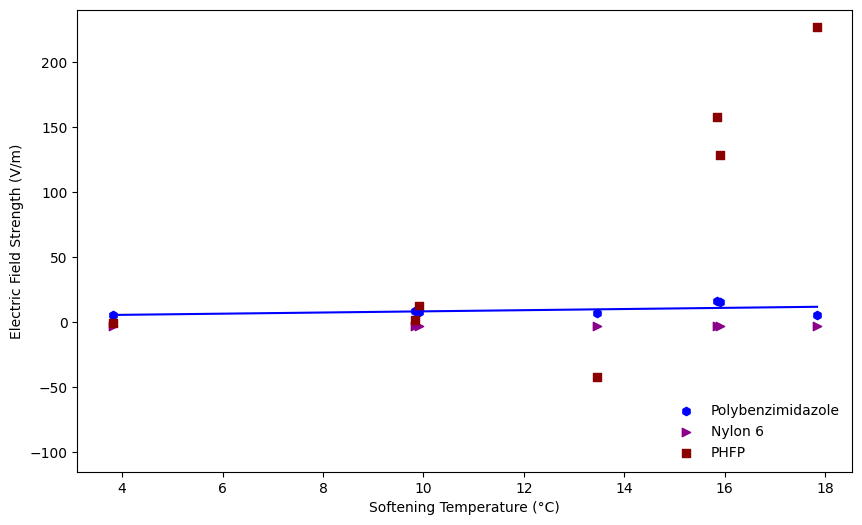 Electric Field Strength (V/m)
200
150
100
50
0
−50
−100
4 6 8 10 12 14 16 18
Softening Temperature (°C)
Polybenzimidazole
Nylon 6
PHFP